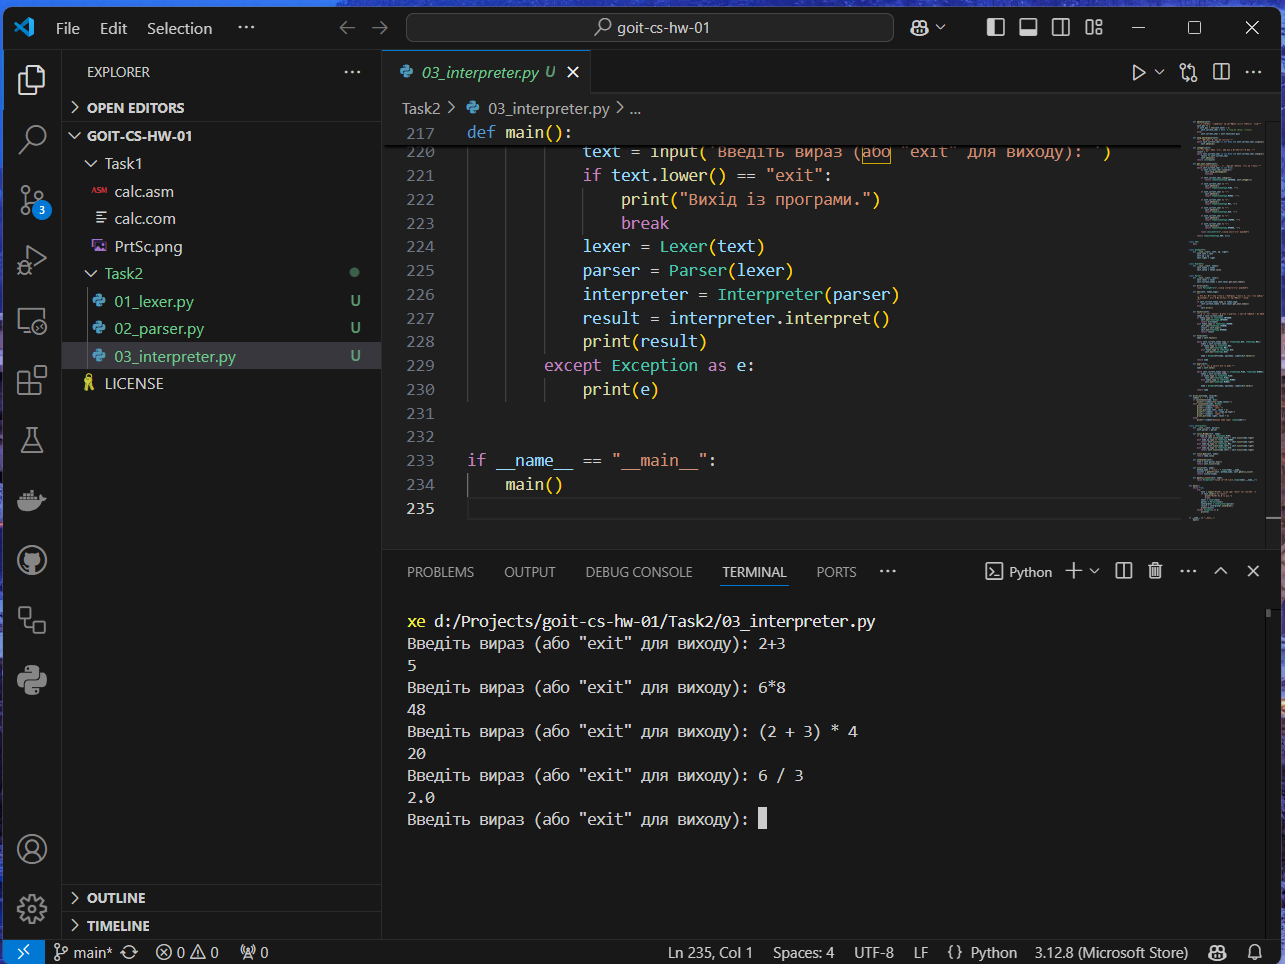 File Edit Selection ··· goit-cs-hw-01
EXPLORER ···
OPEN EDITORS
GOIT-CS-HW-01
Task1
ASM calc.asm
calc.com
PrtSc.png
Task2
01_lexer.py U
02_parser.py U
03_interpreter.py U
LICENSE
OUTLINE
TIMELINE
3
03_interpreter.py U
Task2 > 03_interpreter.py > ...
217 def main():
220 text = input('Введіть вираз (або "exit" для виходу): ')
221 if text.lower() == "exit":
222 print("Вихід із програми.")
223 break
224 lexer = Lexer(text)
225 parser = Parser(lexer)
226 interpreter = Interpreter(parser)
227 result = interpreter.interpret()
228 print(result)
229 except Exception as e:
230 print(e)
231
232
233 if __name__ == "__main__":
234 main()
235
PROBLEMS OUTPUT DEBUG CONSOLE TERMINAL PORTS ··· Python
xe d:/Projects/goit-cs-hw-01/Task2/03_interpreter.py
Введіть вираз (або "exit" для виходу): 2+3
5
Введіть вираз (або "exit" для виходу): 6*8
48
Введіть вираз (або "exit" для виходу): (2 + 3) * 4
20
Введіть вираз (або "exit" для виходу): 6 / 3
2.0
Введіть вираз (або "exit" для виходу):
main* 0 0 0 Ln 235, Col 1 Spaces: 4 UTF-8 LF {} Python 3.12.8 (Microsoft Store)